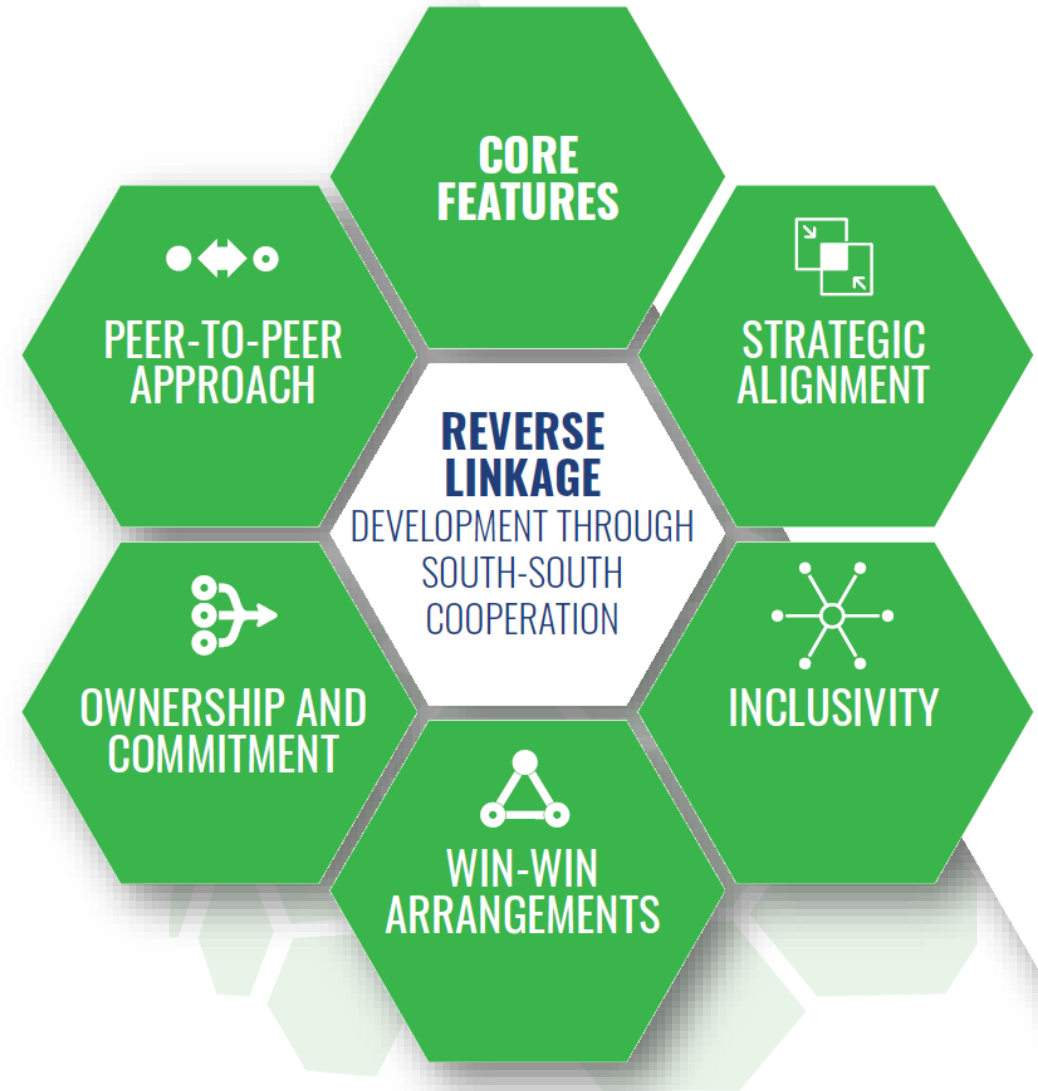 CORE
FEATURES
PEER-TO-PEER
APPROACH
STRATEGIC
ALIGNMENT
REVERSE
LINKAGE
DEVELOPMENT THROUGH
SOUTH-SOUTH
COOPERATION
OWNERSHIP AND
COMMITMENT
INCLUSIVITY
WIN-WIN
ARRANGEMENTS